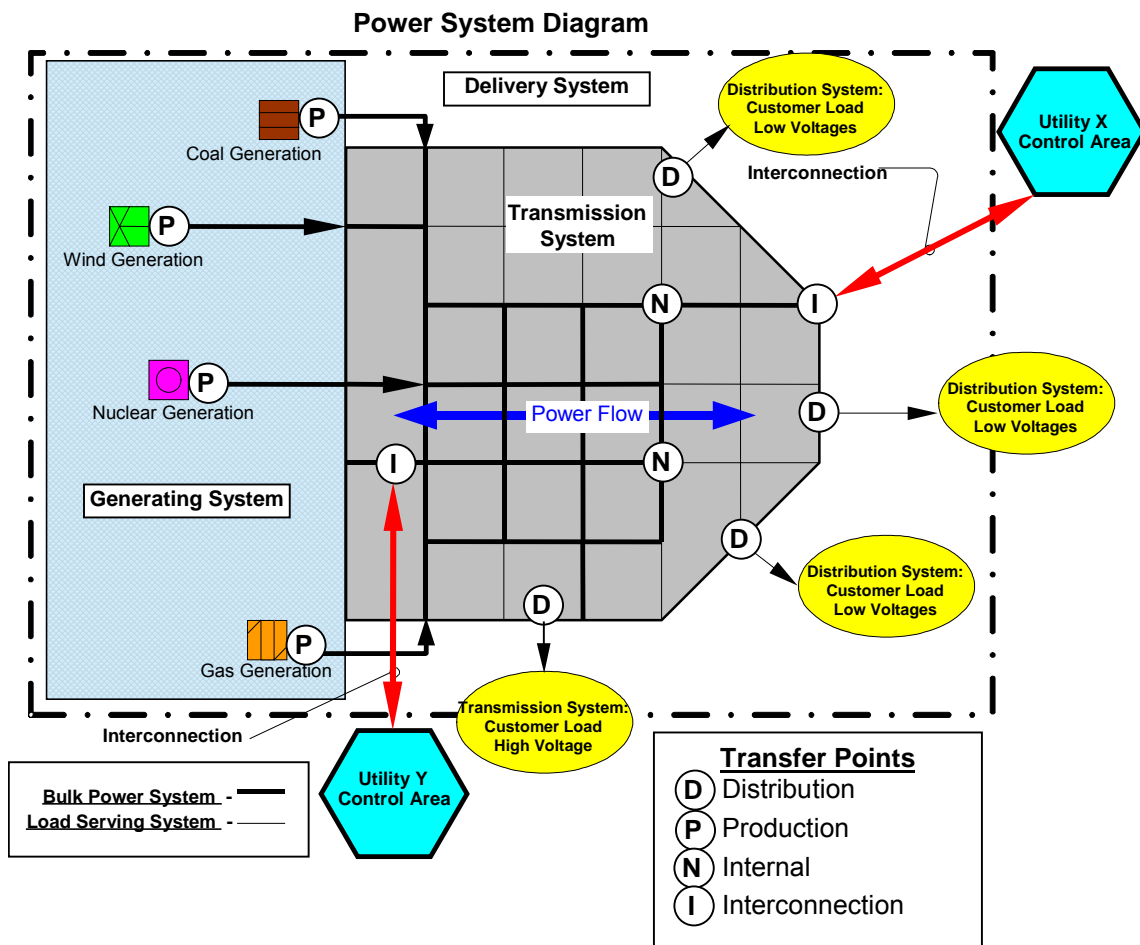 Power System Diagram
Delivery System
Distribution System:
Customer Load
Low Voltages
Utility X
Control Area
P
Coal Generation
Interconnection
D
Transmission
System
P
Wind Generation
N
I
P
Nuclear Generation
Power Flow
D
Distribution System:
Customer Load
Low Voltages
I
N
Generating System
D
Distribution System:
Customer Load
Low Voltages
D
P
Gas Generation
Transmission System:
Customer Load
High Voltage
Interconnection
Utility Y
Control Area
Bulk Power System -
Load Serving System -
Transfer Points
D Distribution
P Production
N Internal
I Interconnection